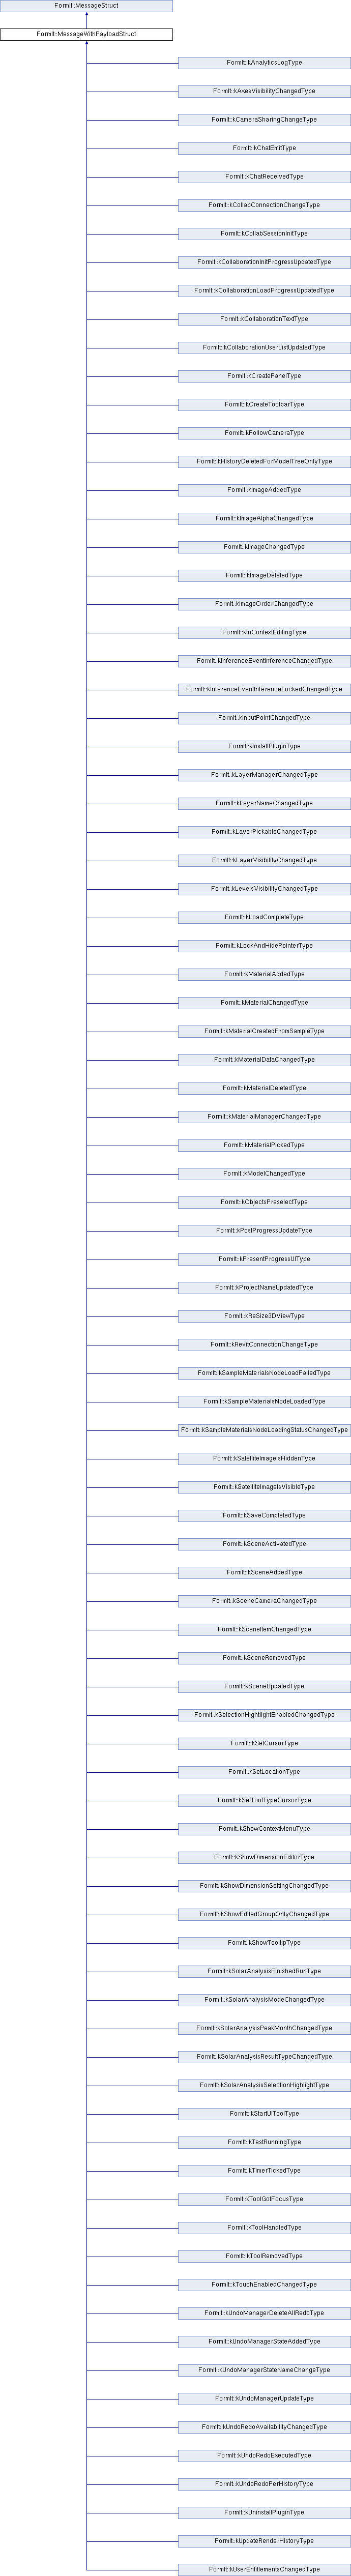 FormIt::MessageStruct
FormIt::MessageWithPayloadStruct
FormIt::kAnalyticsLogType
FormIt::kAxesVisibilityChangedType
FormIt::kCameraSharingChangeType
FormIt::kChatEmitType
FormIt::kChatReceivedType
FormIt::kCollabConnectionChangeType
FormIt::kCollabSessionInitType
FormIt::kCollaborationInitProgressUpdatedType
FormIt::kCollaborationLoadProgressUpdatedType
FormIt::kCollaborationTextType
FormIt::kCollaborationUserListUpdatedType
FormIt::kCreatePanelType
FormIt::kCreateToolbarType
FormIt::kFollowCameraType
FormIt::kHistoryDeletedForModelTreeOnlyType
FormIt::kImageAddedType
FormIt::kImageAlphaChangedType
FormIt::kImageChangedType
FormIt::kImageDeletedType
FormIt::kImageOrderChangedType
FormIt::kInContextEditingType
FormIt::kInferenceEventInferenceChangedType
FormIt::kInferenceEventInferenceLockedChangedType
FormIt::kInputPointChangedType
FormIt::kInstallPluginType
FormIt::kLayerManagerChangedType
FormIt::kLayerNameChangedType
FormIt::kLayerPickableChangedType
FormIt::kLayerVisibilityChangedType
FormIt::kLevelsVisibilityChangedType
FormIt::kLoadCompleteType
FormIt::kLockAndHidePointerType
FormIt::kMaterialAddedType
FormIt::kMaterialChangedType
FormIt::kMaterialCreatedFromSampleType
FormIt::kMaterialDataChangedType
FormIt::kMaterialDeletedType
FormIt::kMaterialManagerChangedType
FormIt::kMaterialPickedType
FormIt::kModelChangedType
FormIt::kObjectsPreselectType
FormIt::kPostProgressUpdateType
FormIt::kPresentProgressUIType
FormIt::kProjectNameUpdatedType
FormIt::kReSize3DViewType
FormIt::kRevitConnectionChangeType
FormIt::kSampleMaterialsNodeLoadFailedType
FormIt::kSampleMaterialsNodeLoadedType
FormIt::kSampleMaterialsNodeLoadingStatusChangedType
FormIt::kSatelliteImageIsHiddenType
FormIt::kSatelliteImageIsVisibleType
FormIt::kSaveCompletedType
FormIt::kSceneActivatedType
FormIt::kSceneAddedType
FormIt::kSceneCameraChangedType
FormIt::kSceneItemChangedType
FormIt::kSceneRemovedType
FormIt::kSceneUpdatedType
FormIt::kSelectionHightlightEnabledChangedType
FormIt::kSetCursorType
FormIt::kSetLocationType
FormIt::kSetToolTypeCursorType
FormIt::kShowContextMenuType
FormIt::kShowDimensionEditorType
FormIt::kShowDimensionSettingChangedType
FormIt::kShowEditedGroupOnlyChangedType
FormIt::kShowTooltipType
FormIt::kSolarAnalysisFinishedRunType
FormIt::kSolarAnalysisModeChangedType
FormIt::kSolarAnalysisPeakMonthChangedType
FormIt::kSolarAnalysisResultTypeChangedType
FormIt::kSolarAnalysisSelectionHighlightType
FormIt::kStartUIToolType
FormIt::kTestRunningType
FormIt::kTimerTickedType
FormIt::kToolGotFocusType
FormIt::kToolHandledType
FormIt::kToolRemovedType
FormIt::kTouchEnabledChangedType
FormIt::kUndoManagerDeleteAllRedoType
FormIt::kUndoManagerStateAddedType
FormIt::kUndoManagerStateNameChangeType
FormIt::kUndoManagerUpdateType
FormIt::kUndoRedoAvailabilityChangedType
FormIt::kUndoRedoExecutedType
FormIt::kUndoRedoPerHistoryType
FormIt::kUninstallPluginType
FormIt::kUpdateRenderHistoryType
FormIt::kUserEntitlementsChangedType